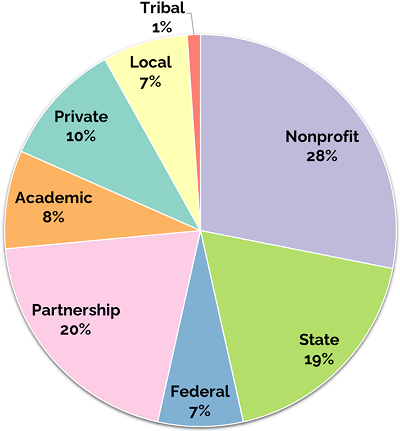 Tribal
1%
Local
7%
Private
10%
Nonprofit
28%
Academic
8%
Partnership
20%
State
19%
Federal
7%